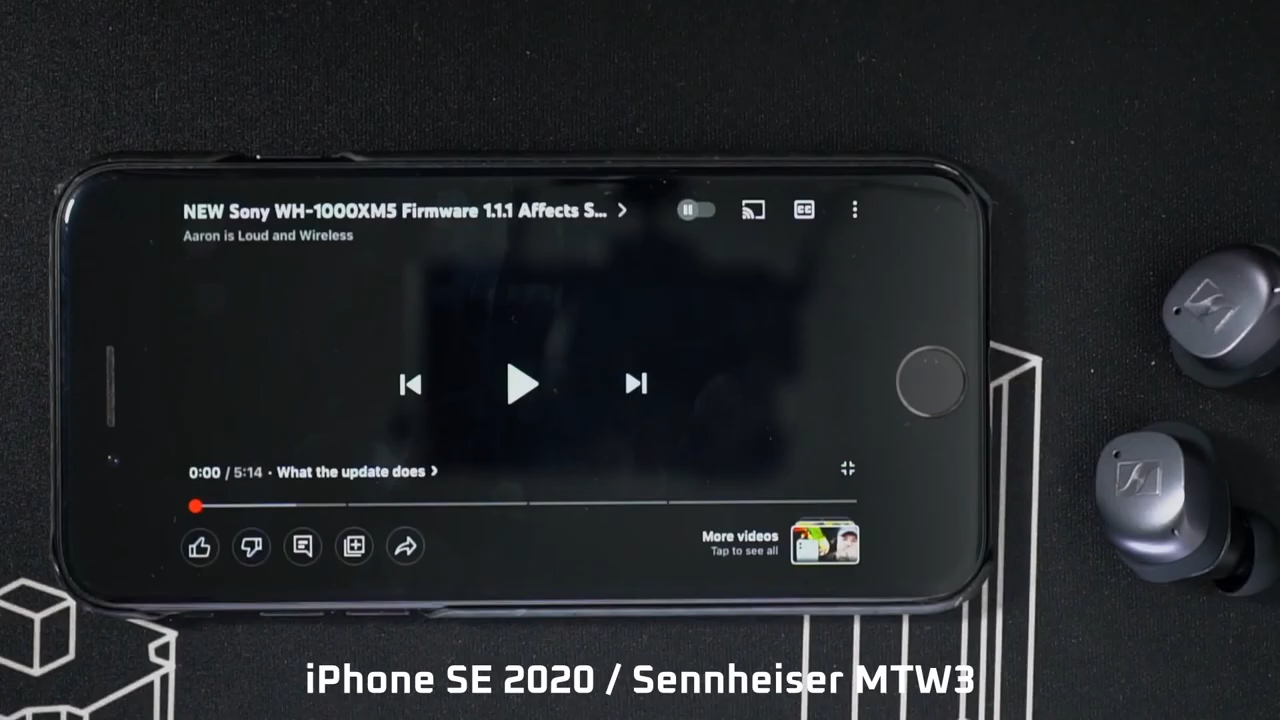 NEW Sony WH-1000XM5 Firmware 1.1.1 Affects S...
Aaron is Loud and Wireless
CC
0:00 / 5:14 · What the update does
More videos
Tap to see all
iPhone SE 2020 / Sennheiser MTW3